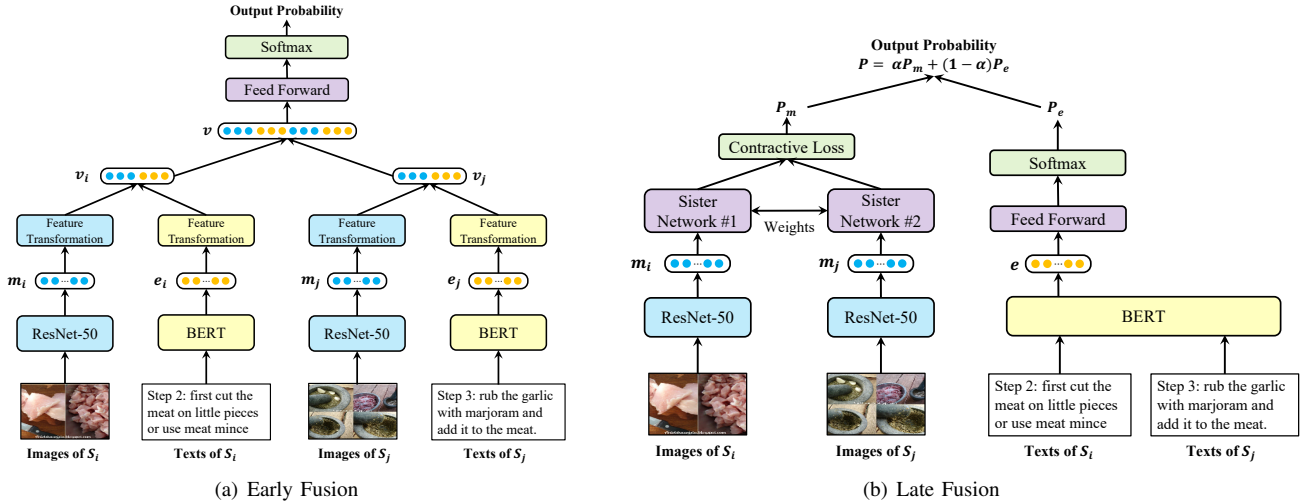 Output Probability
Softmax
Feed Forward
v
v_i
v_j
Feature
Transformation
Feature
Transformation
Feature
Transformation
Feature
Transformation
m_i
e_i
m_j
e_j
ResNet-50
BERT
ResNet-50
BERT
Step 2: first cut the
meat on little pieces
or use meat mince
Step 3: rub the garlic
with marjoram and
add it to the meat.
Images of S_i
Texts of S_i
Images of S_j
Texts of S_j
(a) Early Fusion
Output Probability
P = αP_m + (1 − α)P_e
P_m
P_e
Contractive Loss
Softmax
Sister
Network #1
Weights
Sister
Network #2
Feed Forward
m_i
m_j
e
ResNet-50
ResNet-50
BERT
Step 2: first cut the
meat on little pieces
or use meat mince
Step 3: rub the garlic
with marjoram and
add it to the meat.
Images of S_i
Images of S_j
Texts of S_i
Texts of S_j
(b) Late Fusion